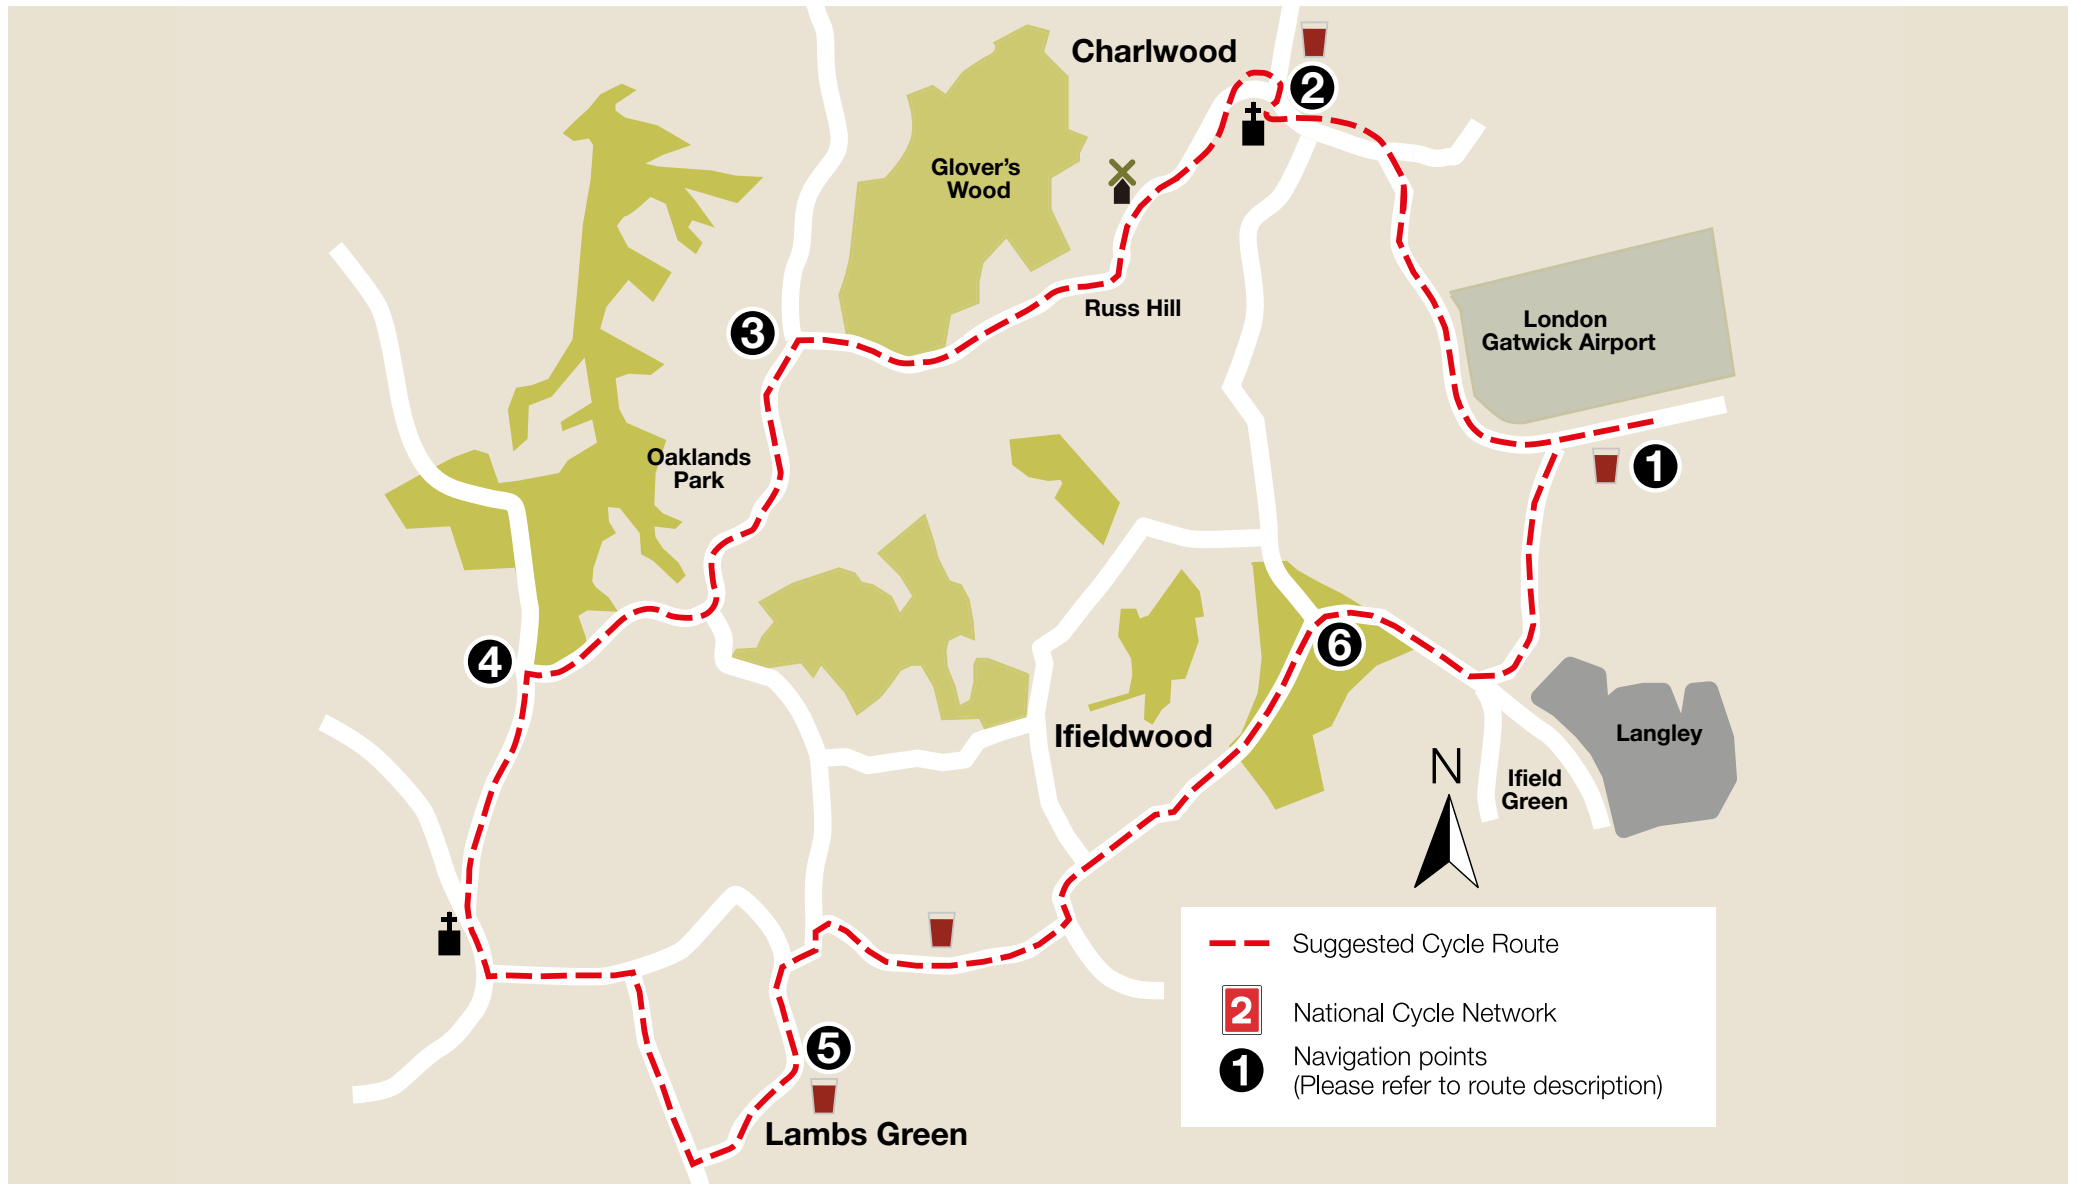 Charlwood
2
Glover's
Wood
Russ Hill
3
London
Gatwick Airport
Oaklands
Park
1
4
6
Ifieldwood
Langley
N
Ifield
Green
5
Lambs Green
Suggested Cycle Route
2 National Cycle Network
1 Navigation points
(Please refer to route description)